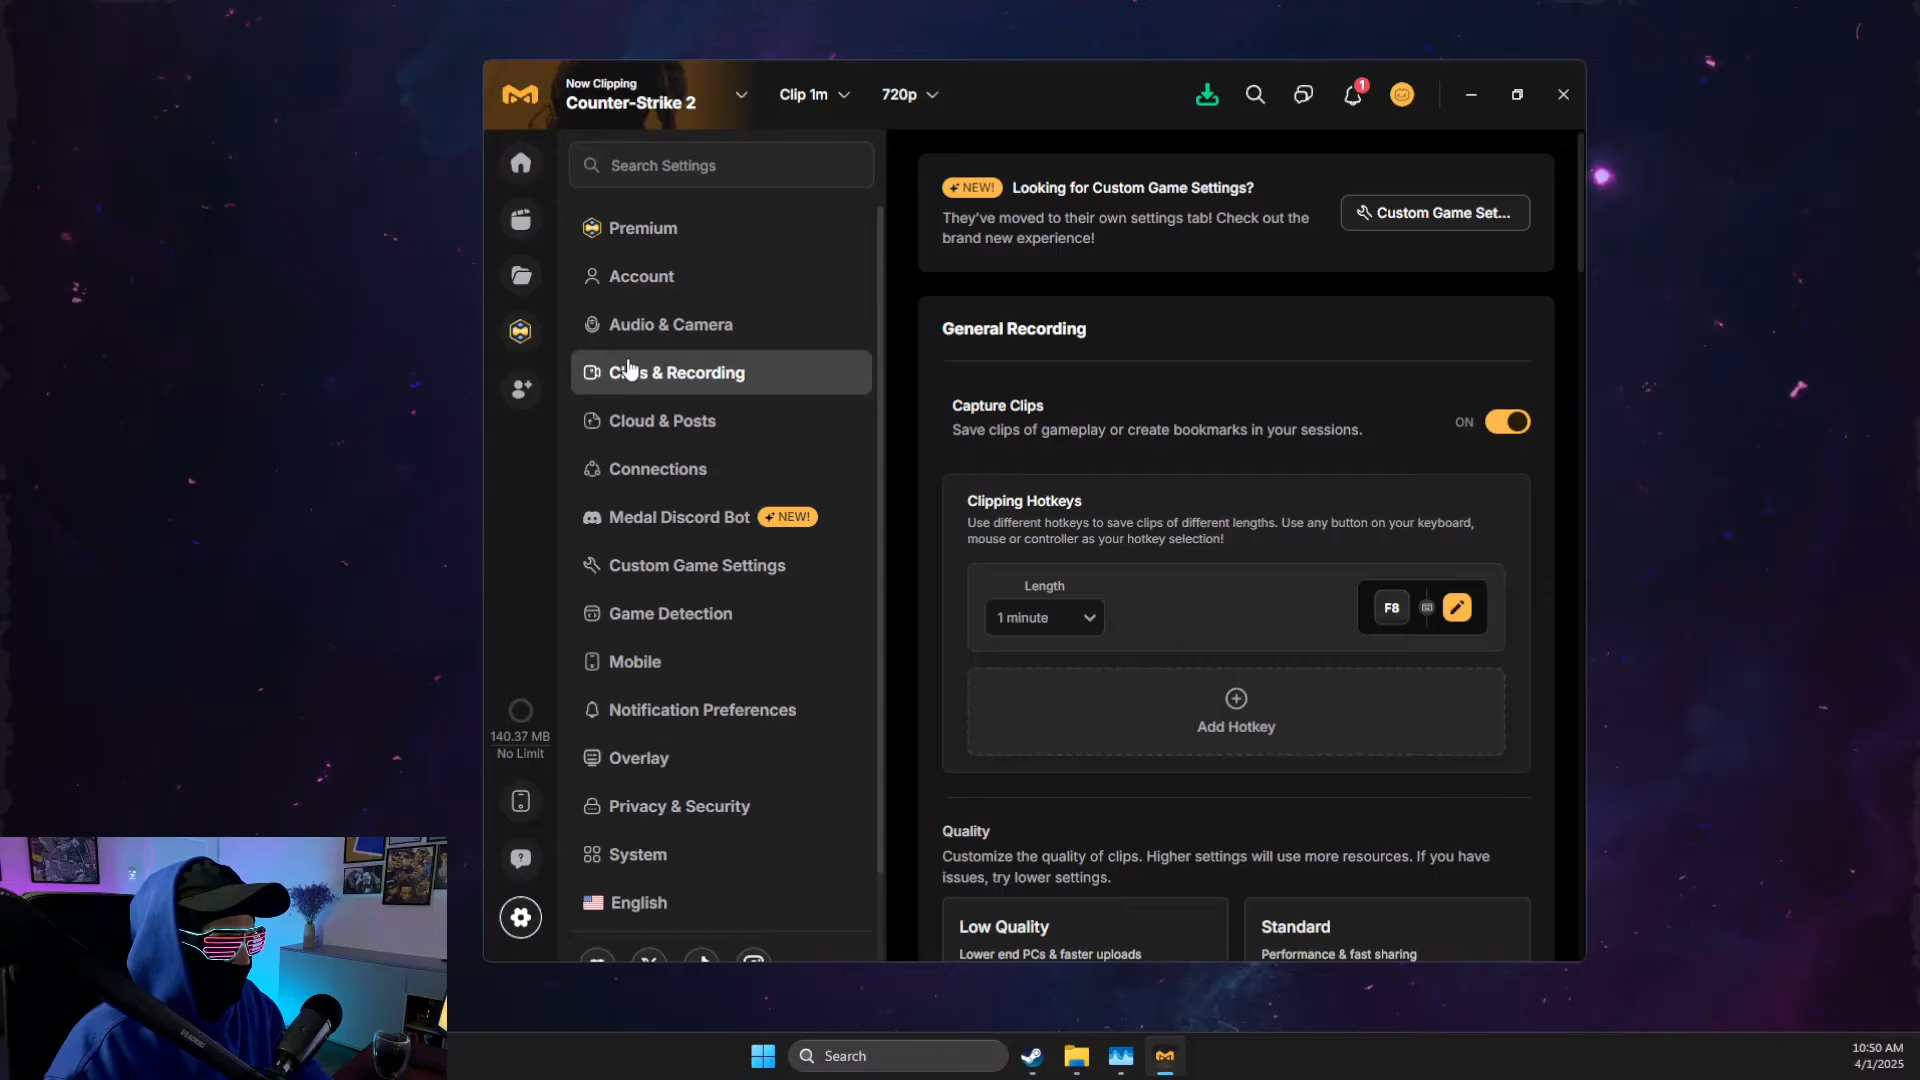 Now Clipping
Counter-Strike 2
Clip 1m
720p
1
Search Settings
Premium
Account
Audio & Camera
& Recording
Cloud & Posts
Connections
Medal Discord Bot NEW!
Custom Game Settings
Game Detection
Mobile
Notification Preferences
Overlay
Privacy & Security
System
English
140.37 MB
No Limit
NEW! Looking for Custom Game Settings?
They've moved to their own settings tab! Check out the
brand new experience!
Custom Game Set...
General Recording
Capture Clips
Save clips of gameplay or create bookmarks in your sessions.
ON
Clipping Hotkeys
Use different hotkeys to save clips of different lengths. Use any button on your keyboard,
mouse or controller as your hotkey selection!
Length
1 minute
F8
Add Hotkey
Quality
Customize the quality of clips. Higher settings will use more resources. If you have
issues, try lower settings.
Low Quality
Lower end PCs & faster uploads
Standard
Performance & fast sharing
Search
10:50 AM
4/1/2025